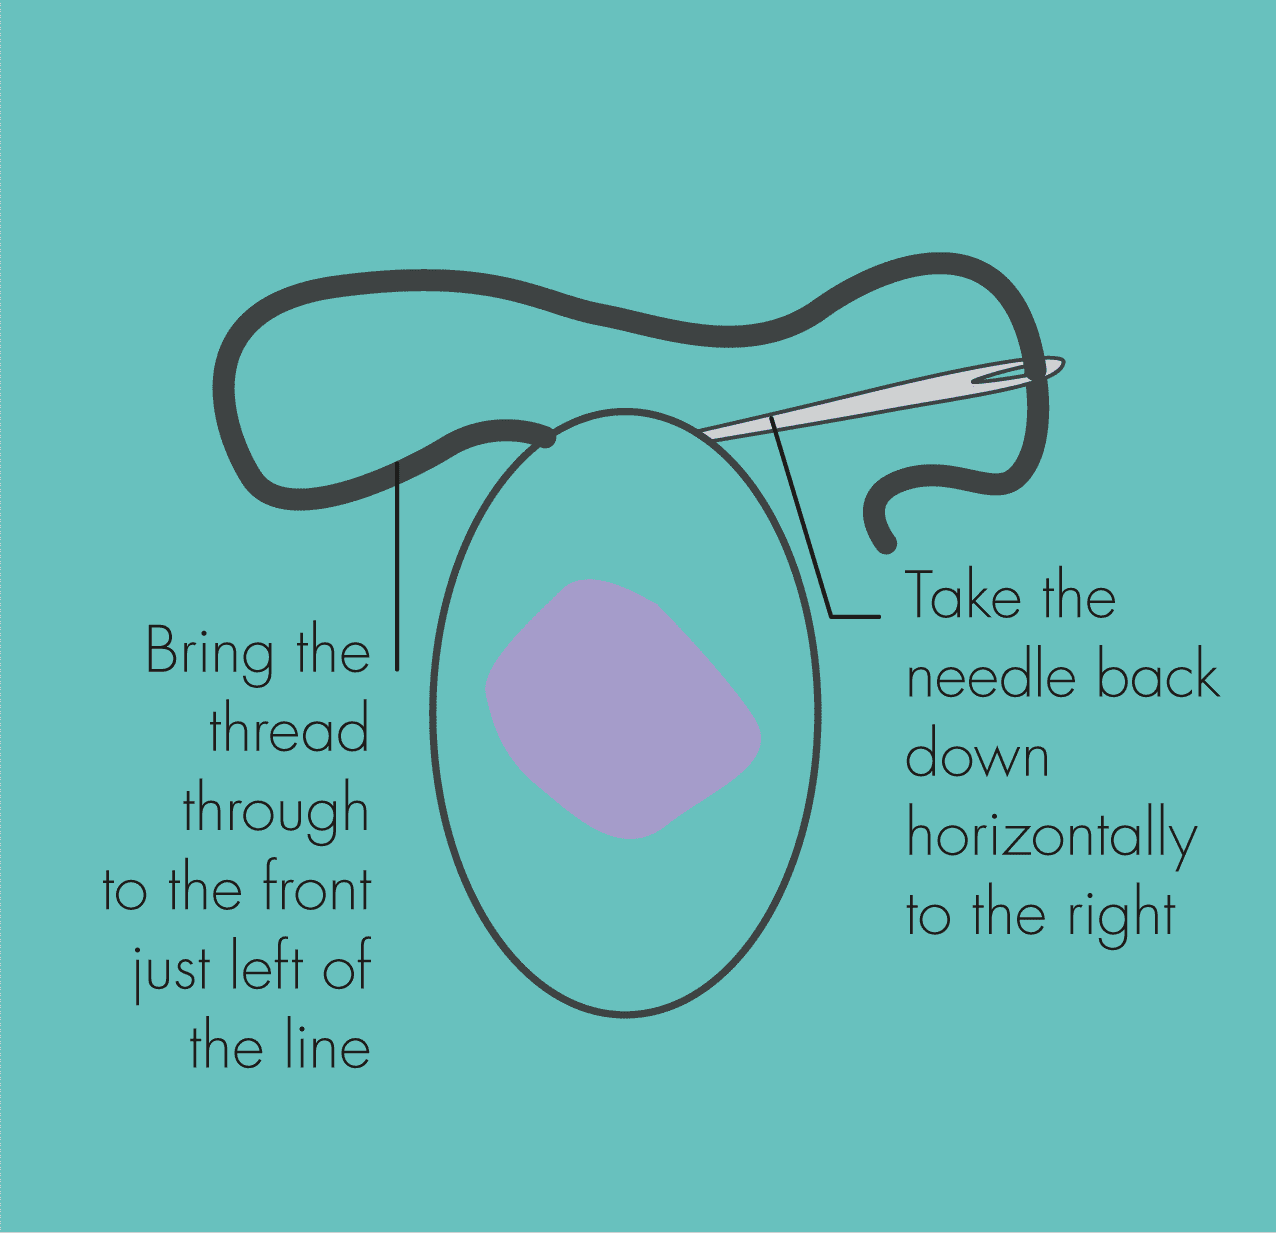 Bring the
thread
through
to the front
just left of
the line
Take the
needle back
down
horizontally
to the right